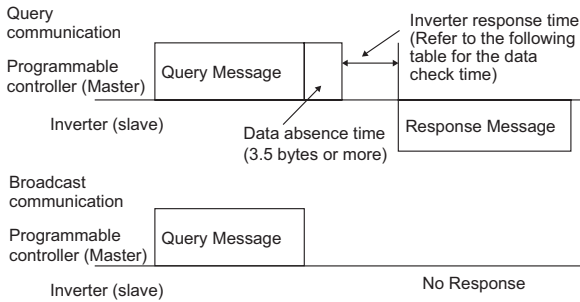 Query
communication
Programmable
controller (Master)
Query Message
Inverter response time
(Refer to the following
table for the data
check time)
Inverter (slave)
Data absence time
(3.5 bytes or more)
Response Message
Broadcast
communication
Programmable
controller (Master)
Query Message
Inverter (slave)
No Response